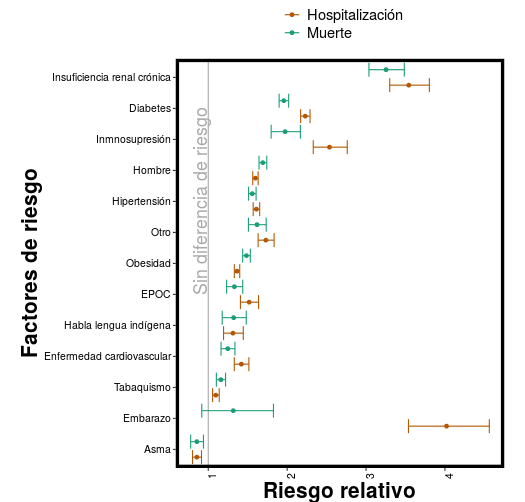 Hospitalización
Muerte
Factores de riesgo
Insuficiencia renal crónica
Diabetes
Inmnosupresión
Hombre
Hipertensión
Otro
Obesidad
EPOC
Habla lengua indígena
Enfermedad cardiovascular
Tabaquismo
Embarazo
Asma
Sin diferencia de riesgo
1
2
3
4
Riesgo relativo